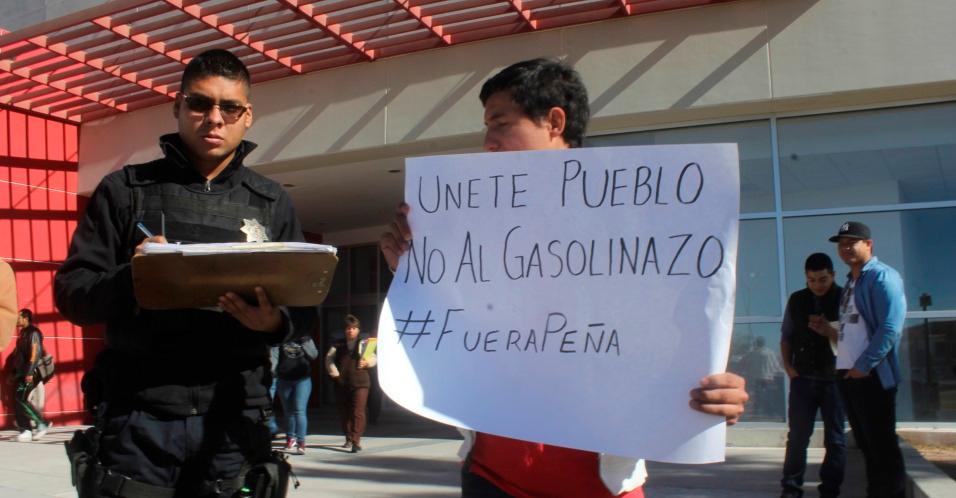 UNETE PUEBLO
NO AL GASOLINAZO
#FUERAPEÑA